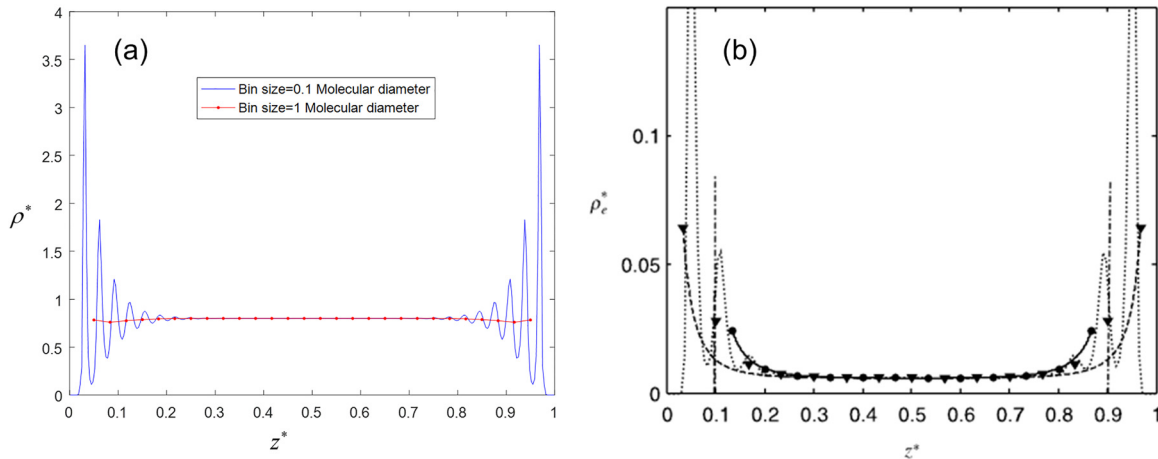 (a)
4
3.5
Bin size=0.1 Molecular diameter
Bin size=1 Molecular diameter
3
2.5
2
ρ*
1.5
1
0.5
0
0 0.1 0.2 0.3 0.4 0.5 0.6 0.7 0.8 0.9 1
z*
(b)
0.1
ρ*e
0.05
0
0 0.1 0.2 0.3 0.4 0.5 0.6 0.7 0.8 0.9 1
z*